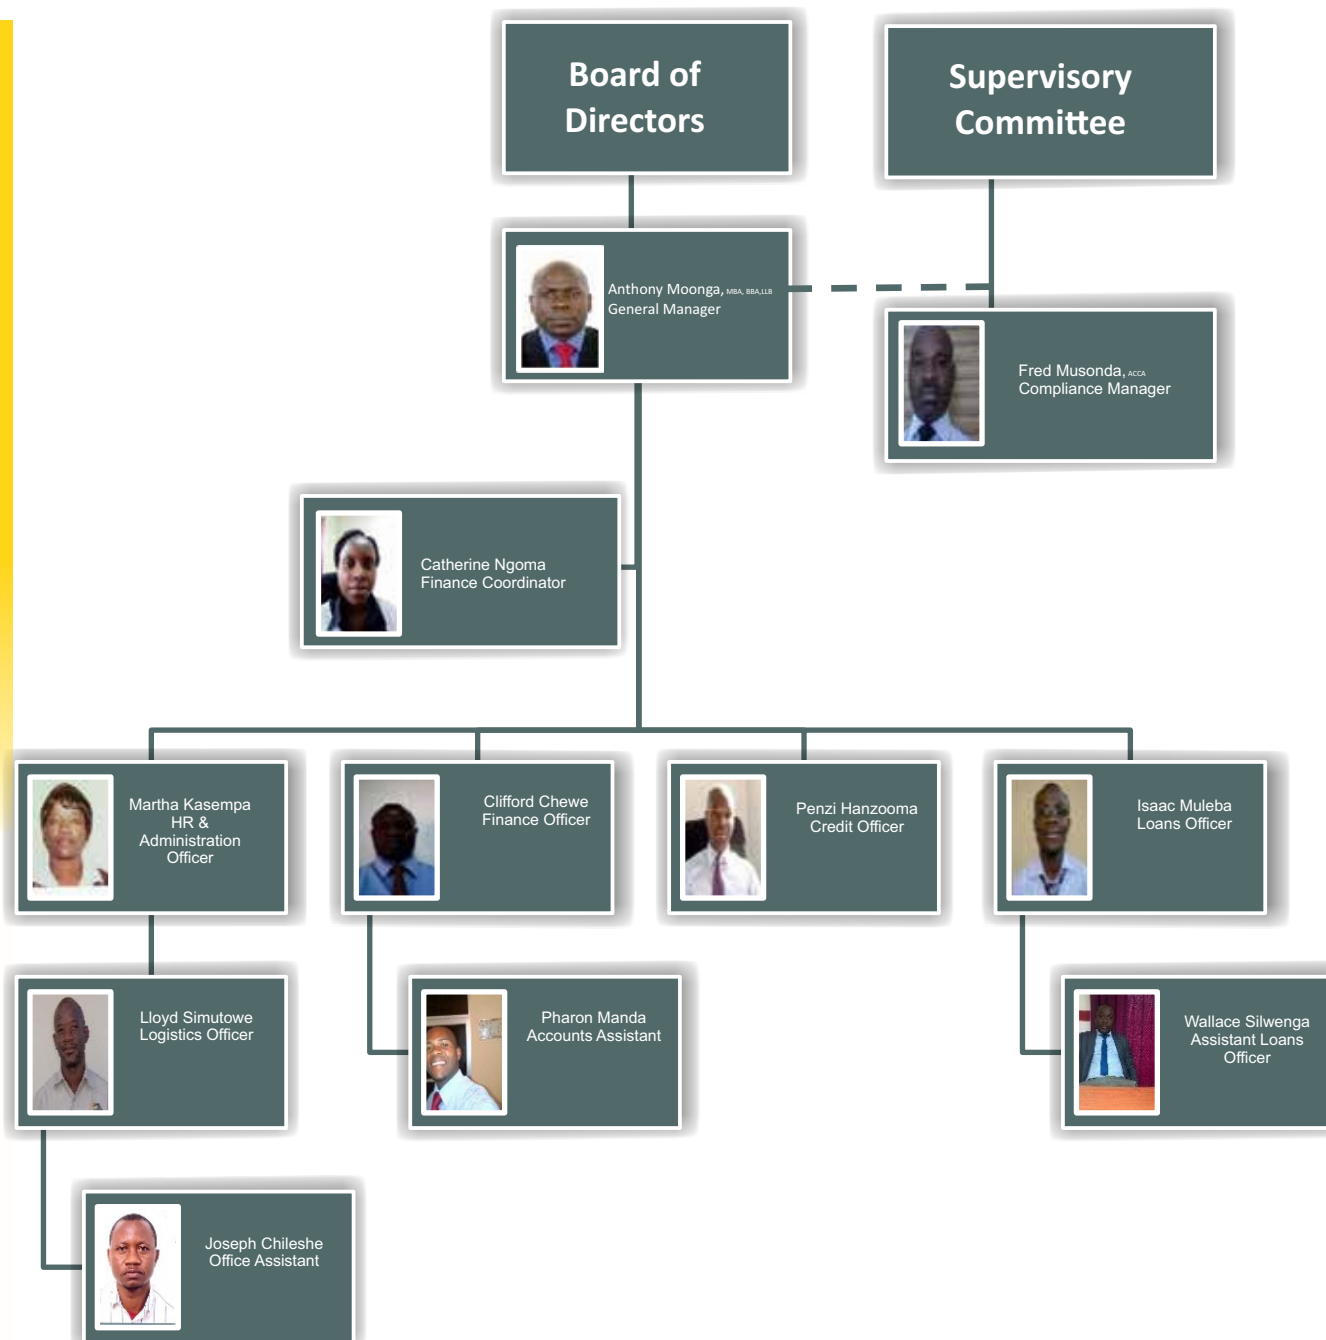 Board of
Directors
Supervisory
Committee
Anthony Moonga, MBA, BBA,LLB
General Manager
Fred Musonda, ACCA
Compliance Manager
Catherine Ngoma
Finance Coordinator
Martha Kasempa
HR &
Administration
Officer
Clifford Chewe
Finance Officer
Penzi Hanzooma
Credit Officer
Isaac Muleba
Loans Officer
Lloyd Simutowe
Logistics Officer
Pharon Manda
Accounts Assistant
Wallace Silwenga
Assistant Loans
Officer
Joseph Chileshe
Office Assistant